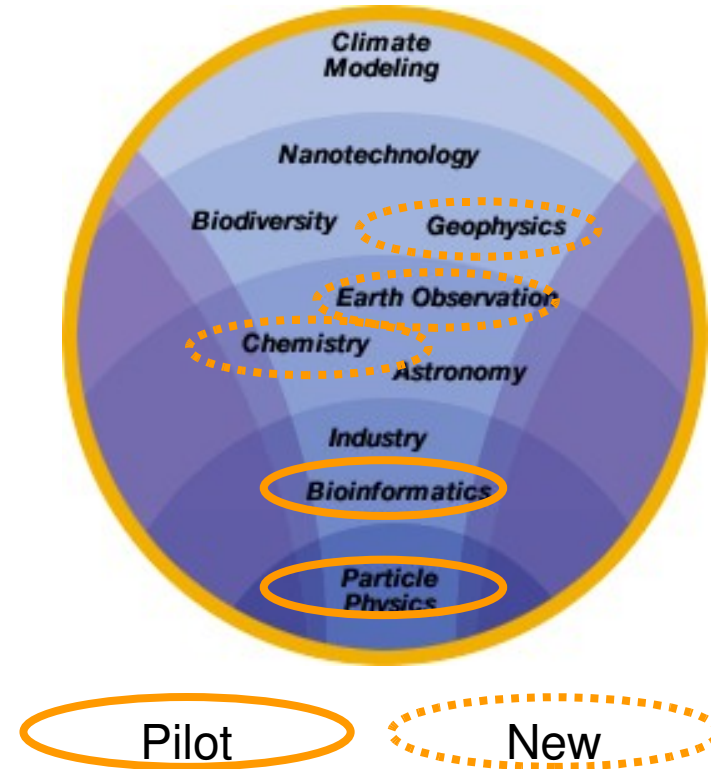 Climate
Modeling
Nanotechnology
Biodiversity Geophysics
Earth Observation
Chemistry
Astronomy
Industry
Bioinformatics
Particle
Physics
Pilot New